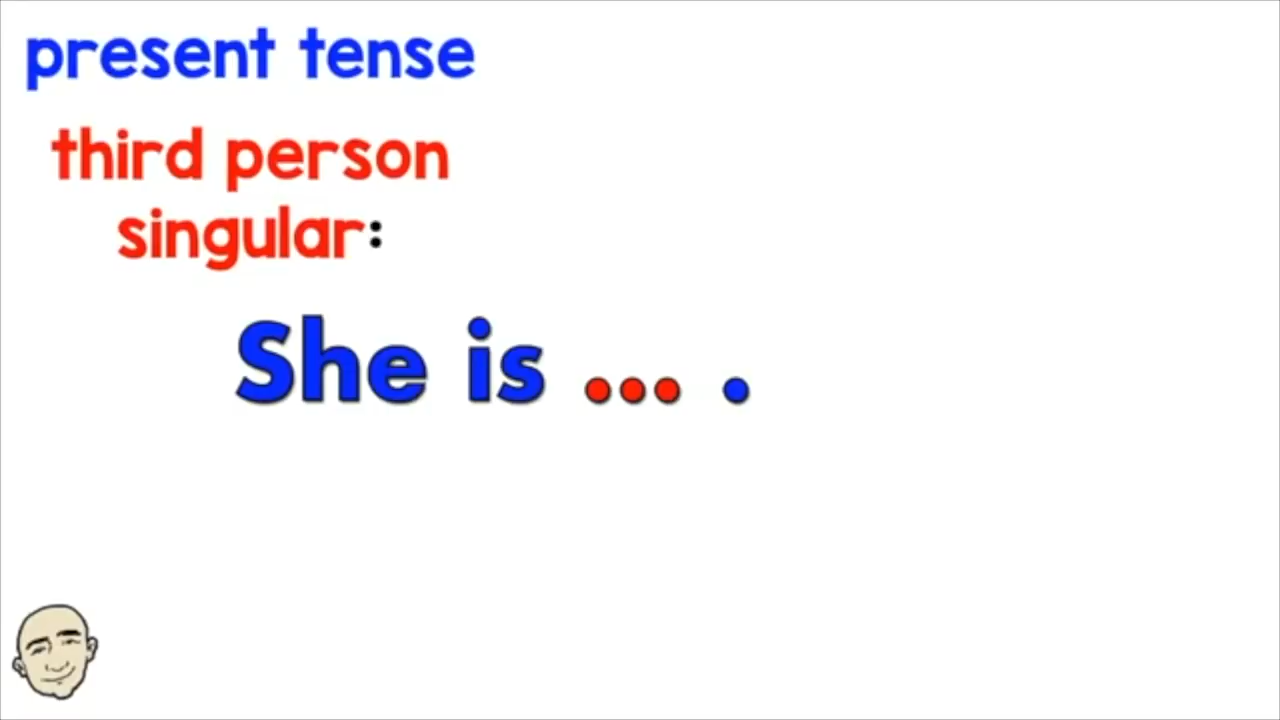 present tense
third person
singular:
She is ... .